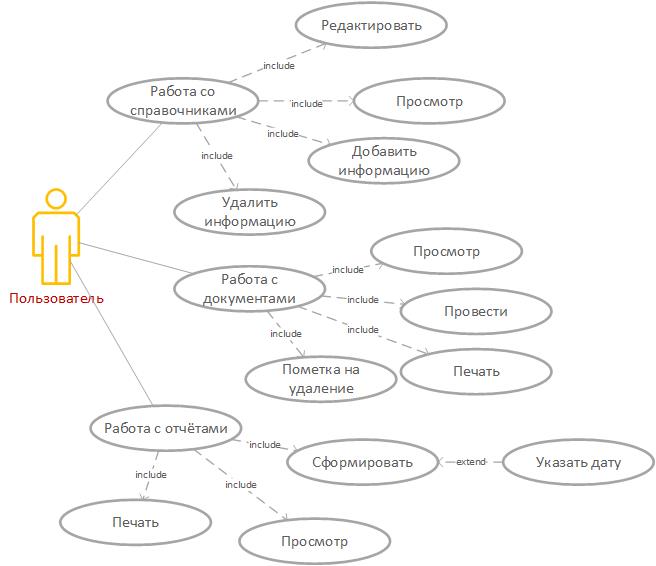 Редактировать
include
Работа со
справочниками
include
Просмотр
include
Добавить
информацию
include
Удалить
информацию
Пользователь
Просмотр
include
Работа с
документами
include
Провести
include
include
Пометка на
удаление
Печать
Работа с отчётами
include
Сформировать
extend
Указать дату
include
include
Печать
Просмотр